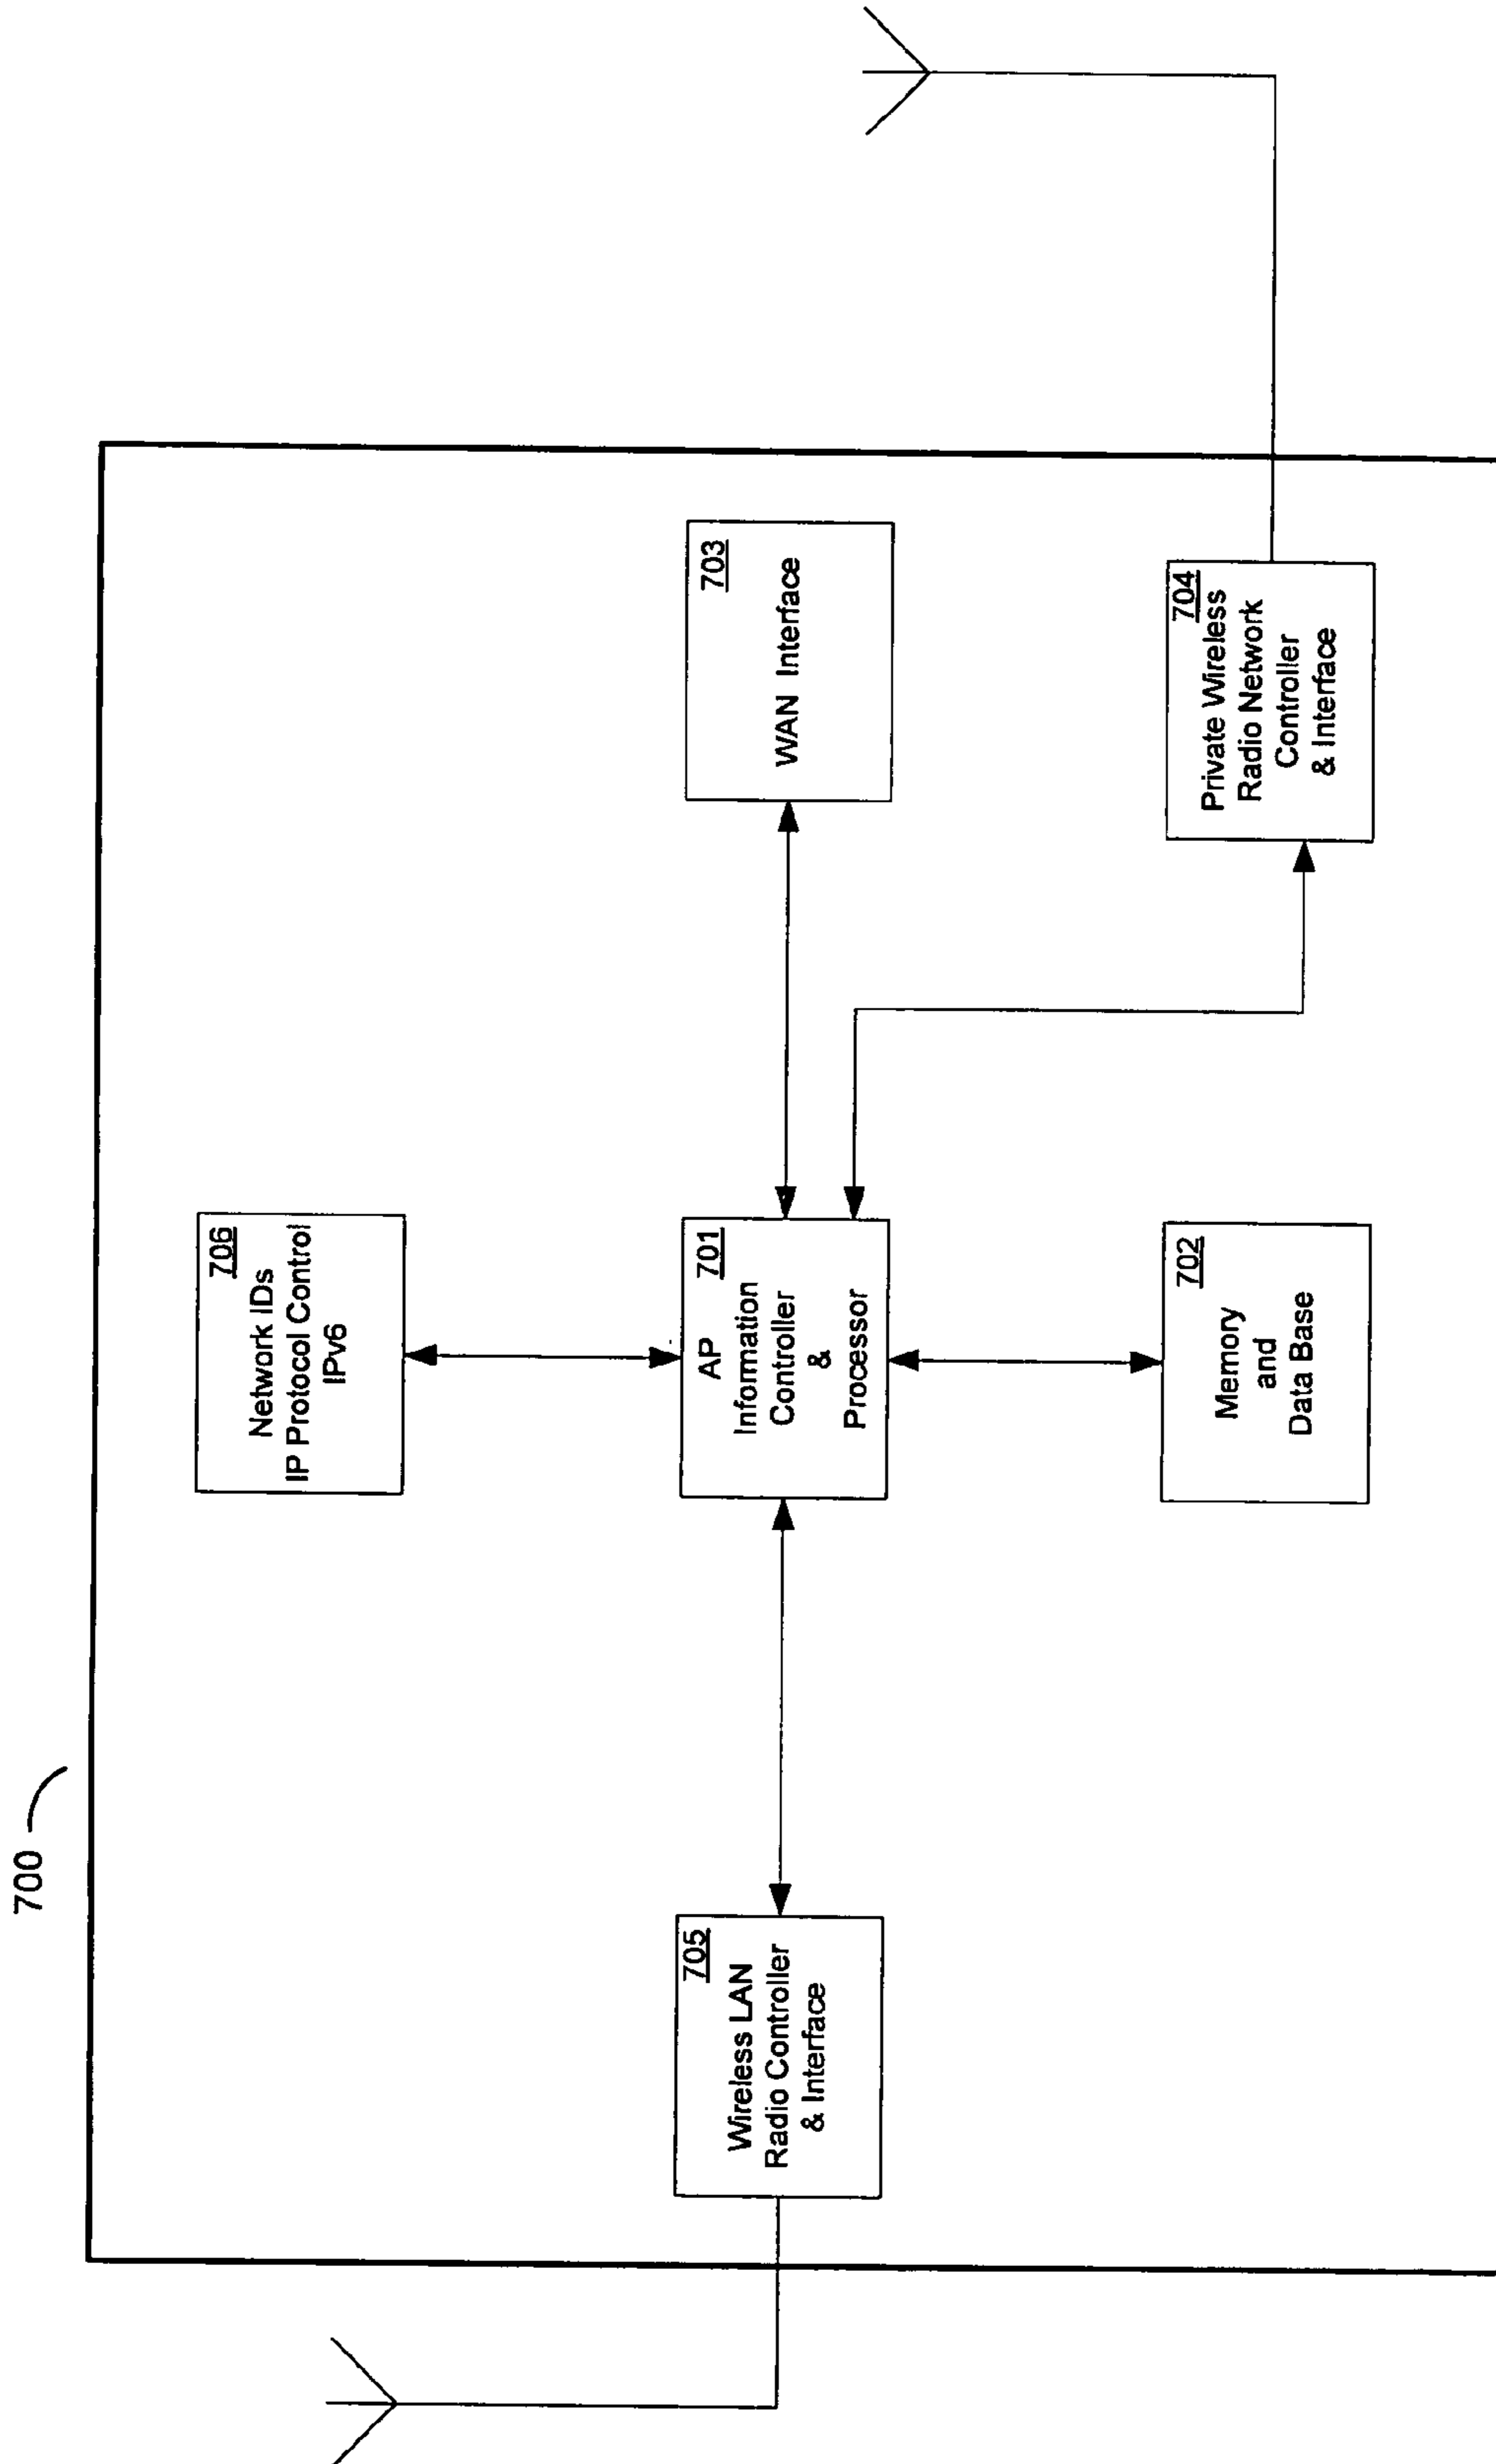 700
706
Network IDs
IP Protocol Control
IPv6
705
Wireless LAN
Radio Controller
& Interface
701
AP
Information
Controller
&
Processor
703
WAN Interface
702
Memory
and
Data Base
704
Private Wireless
Radio Network
Controller
& Interface